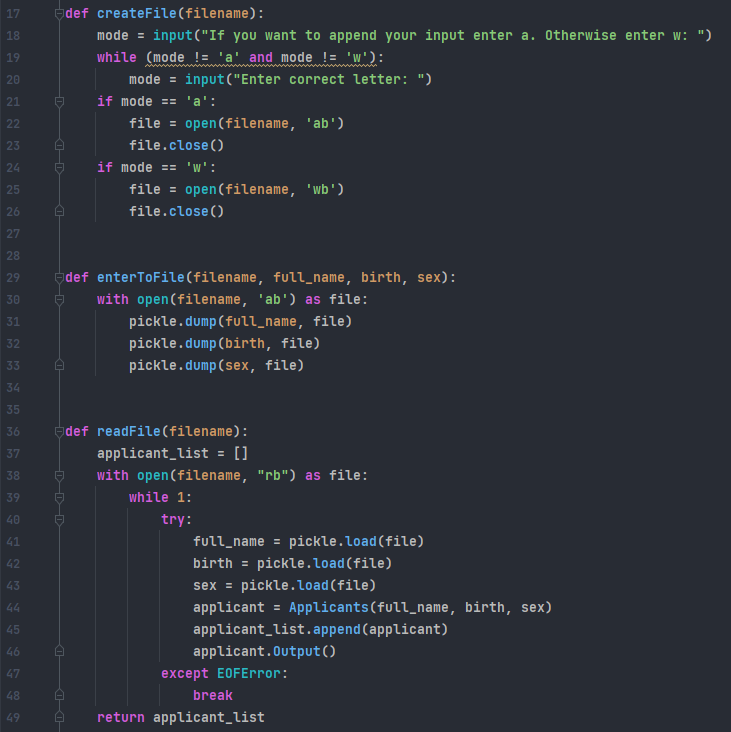 17 def createFile(filename):
18     mode = input("If you want to append your input enter a. Otherwise enter w: ")
19     while (mode != 'a' and mode != 'w'):
20         mode = input("Enter correct letter: ")
21     if mode == 'a':
22         file = open(filename, 'ab')
23         file.close()
24     if mode == 'w':
25         file = open(filename, 'wb')
26         file.close()
27
28
29 def enterToFile(filename, full_name, birth, sex):
30     with open(filename, 'ab') as file:
31         pickle.dump(full_name, file)
32         pickle.dump(birth, file)
33         pickle.dump(sex, file)
34
35
36 def readFile(filename):
37     applicant_list = []
38     with open(filename, "rb") as file:
39         while 1:
40             try:
41                 full_name = pickle.load(file)
42                 birth = pickle.load(file)
43                 sex = pickle.load(file)
44                 applicant = Applicants(full_name, birth, sex)
45                 applicant_list.append(applicant)
46                 applicant.Output()
47             except EOFError:
48                 break
49     return applicant_list